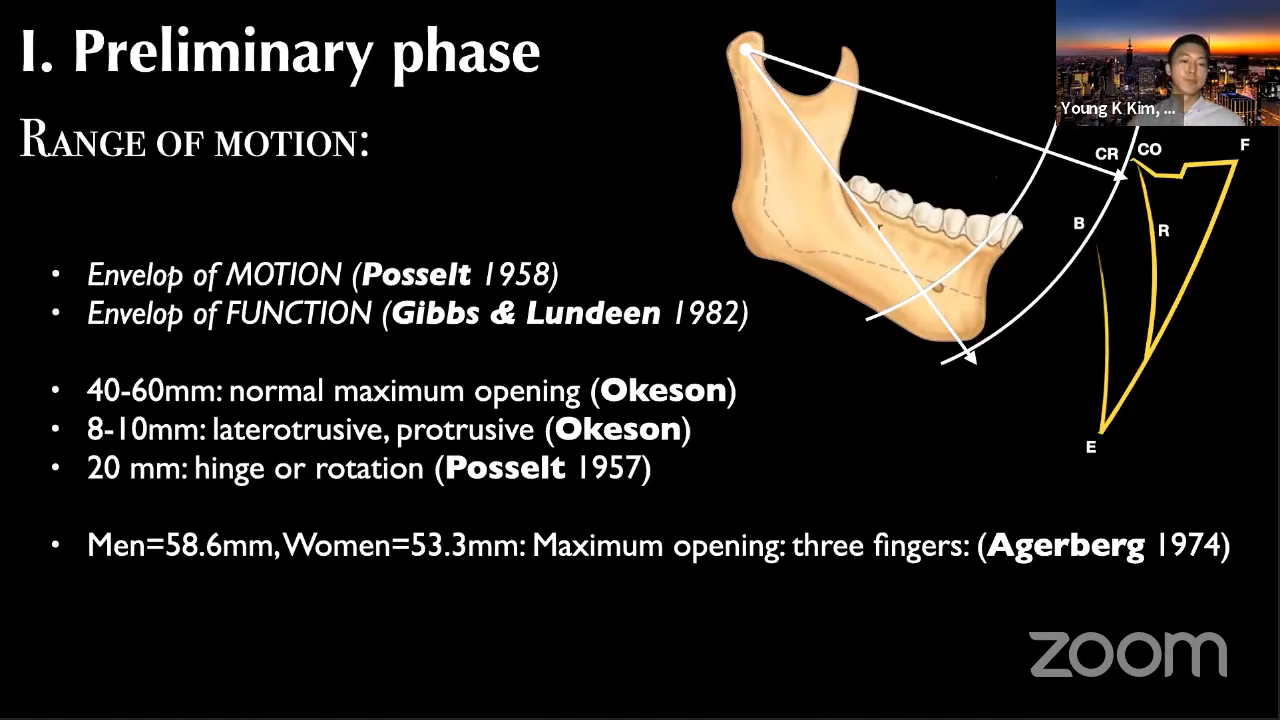 I. Preliminary phase
RANGE OF MOTION:
• Envelop of MOTION (Posselt 1958)
• Envelop of FUNCTION (Gibbs & Lundeen 1982)
• 40-60mm: normal maximum opening (Okeson)
• 8-10mm: laterotrusive, protrusive (Okeson)
• 20 mm: hinge or rotation (Posselt 1957)
• Men=58.6mm, Women=53.3mm: Maximum opening: three fingers: (Agerberg 1974)
Young K Kim, ...
CR CO F
B R
E
zoom